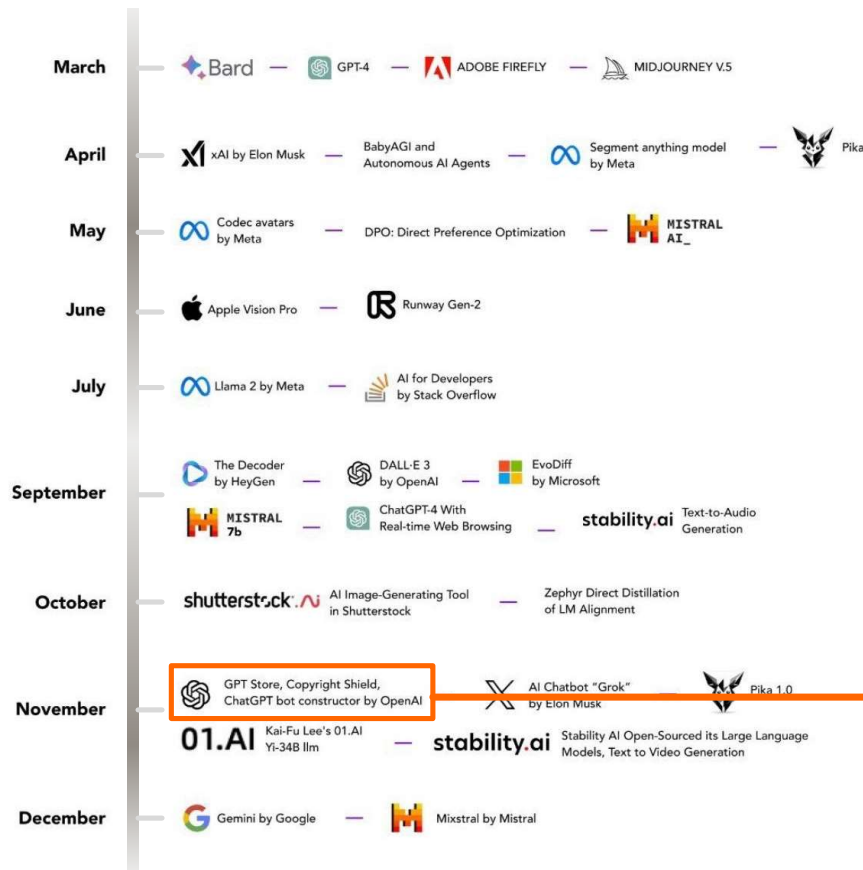 March
Bard
GPT-4
ADOBE FIREFLY
MIDJOURNEY V.5
April
xAI by Elon Musk
BabyAGI and
Autonomous AI Agents
Segment anything model
by Meta
Pika
May
Codec avatars
by Meta
DPO: Direct Preference Optimization
MISTRAL
AI_
June
Apple Vision Pro
Runway Gen-2
July
Llama 2 by Meta
AI for Developers
by Stack Overflow
September
The Decoder
by HeyGen
DALL·E 3
by OpenAI
EvoDiff
by Microsoft
MISTRAL
7b
ChatGPT-4 With
Real-time Web Browsing
stability.ai
Text-to-Audio
Generation
October
shutterstock.AI
AI Image-Generating Tool
in Shutterstock
Zephyr Direct Distillation
of LM Alignment
November
GPT Store, Copyright Shield,
ChatGPT bot constructor by OpenAI
AI Chatbot “Grok”
by Elon Musk
Pika 1.0
01.AI
Kai-Fu Lee's 01.AI
Yi-34B llm
stability.ai
Stability AI Open-Sourced its Large Language
Models, Text to Video Generation
December
Gemini by Google
Mixstral by Mistral